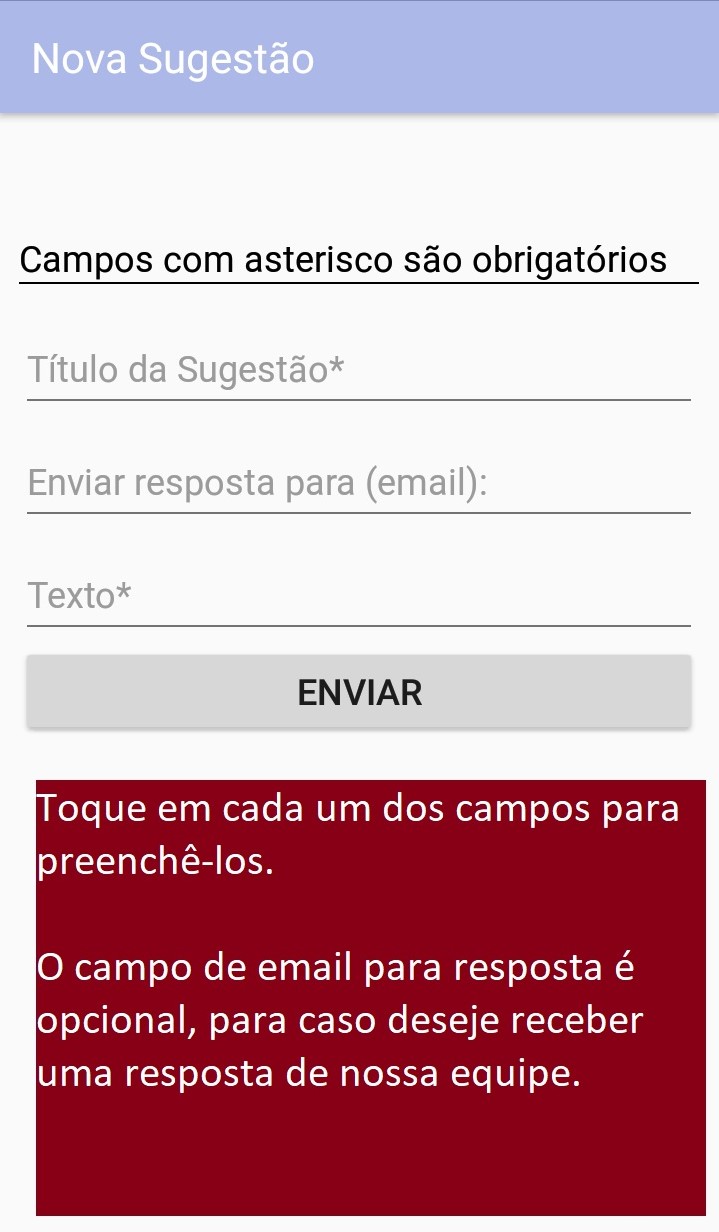 Nova Sugestão
Campos com asterisco são obrigatórios
Título da Sugestão*
Enviar resposta para (email):
Texto*
ENVIAR
Toque em cada um dos campos para
preenchê-los.
O campo de email para resposta é
opcional, para caso deseje receber
uma resposta de nossa equipe.